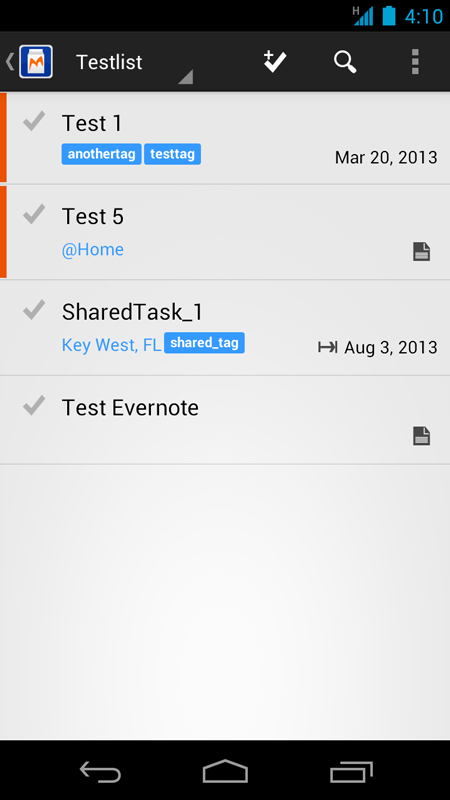 H 4:10
Testlist
Test 1
anothertag testtag
Mar 20, 2013
Test 5
@Home
SharedTask_1
Key West, FL shared_tag
Aug 3, 2013
Test Evernote